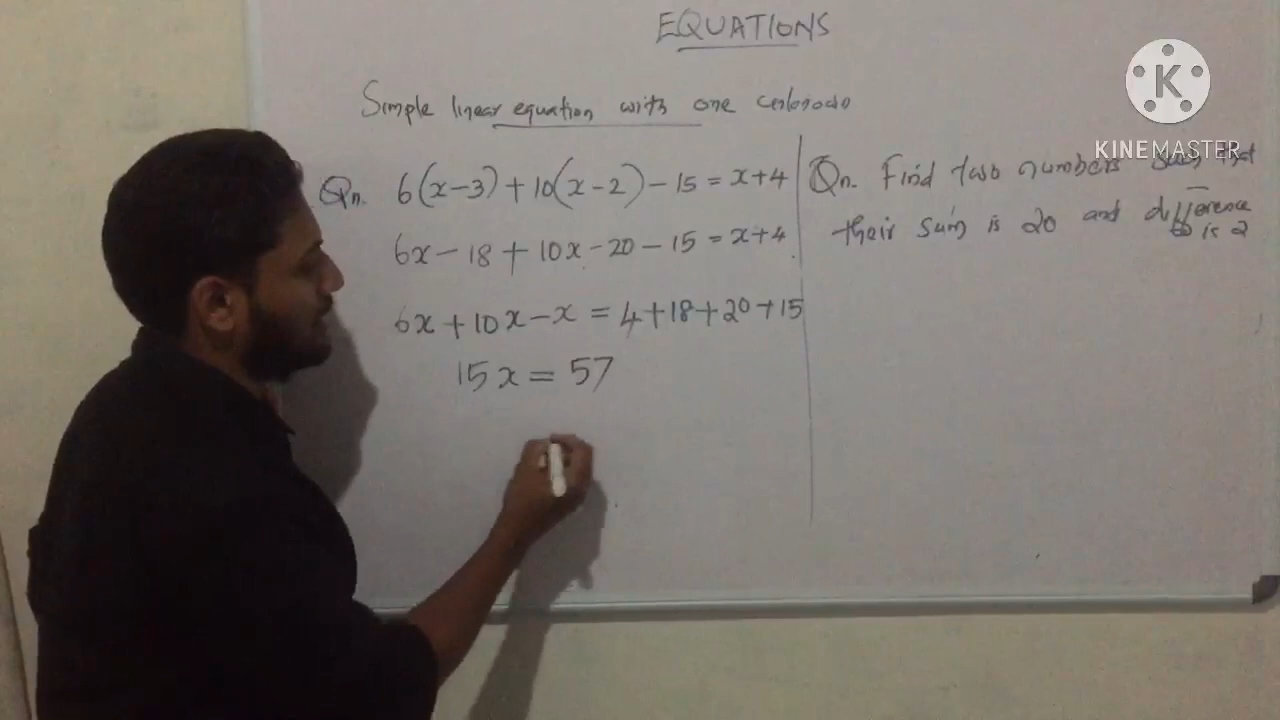 EQUATIONS
Simple linear equation with one
Qn. 6(x-3)+10(x-2)-15=x+4
6x-18+10x-20-15=x+4
6x+10x-x=4+18+20+15
15x=57
Qn. Find two numbers such that
their sum is 20 and difference
is 2
K
KINEMASTER